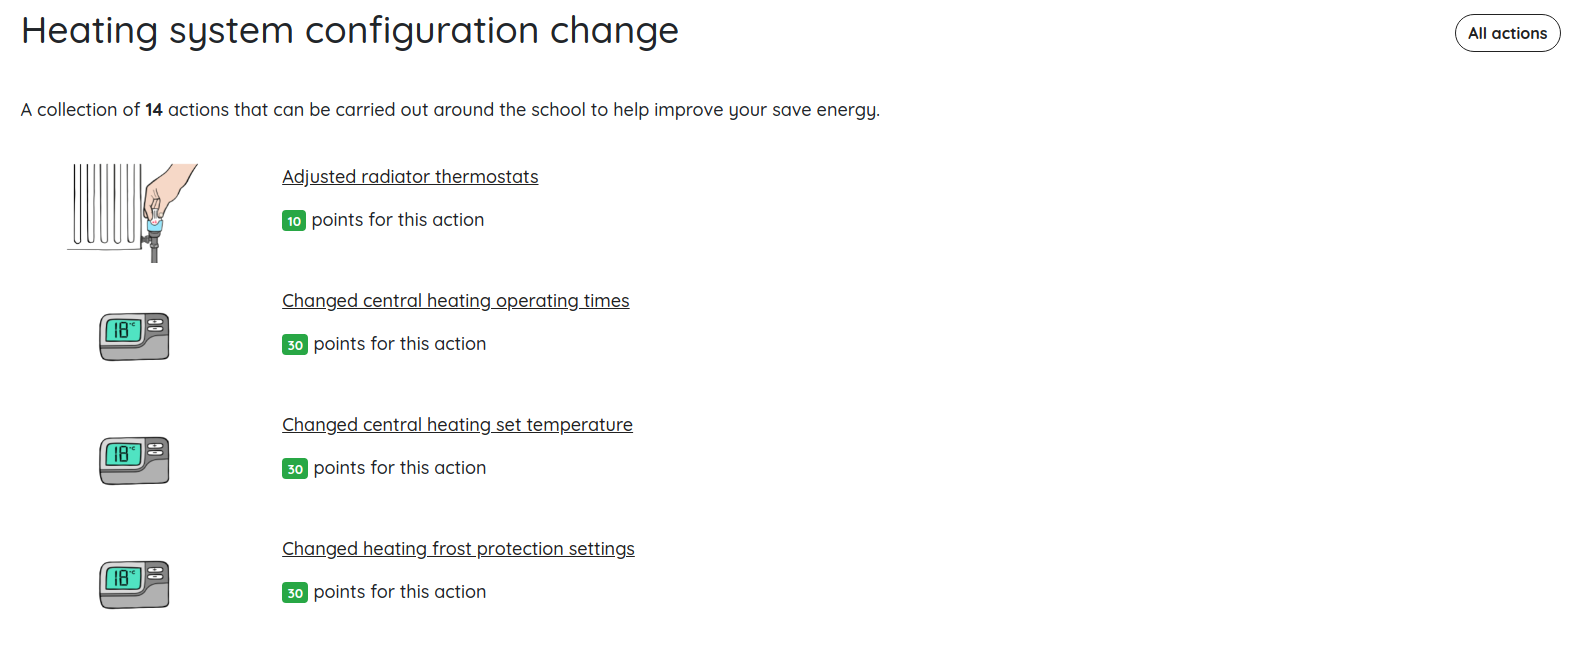 Heating system configuration change
All actions
A collection of 14 actions that can be carried out around the school to help improve your save energy.
Adjusted radiator thermostats
10 points for this action
Changed central heating operating times
18°C
30 points for this action
Changed central heating set temperature
18°C
30 points for this action
Changed heating frost protection settings
18°C
30 points for this action